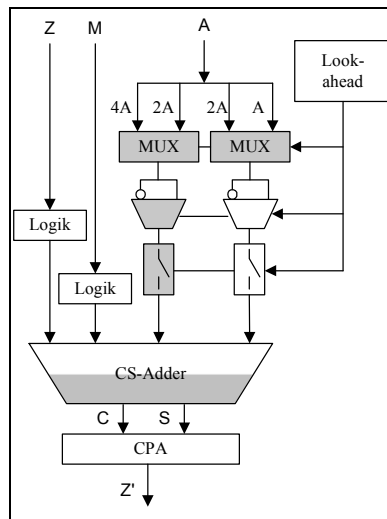 Z M A
Look-
ahead
4A 2A 2A A
MUX MUX
Logik
Logik
CS-Adder
C S
CPA
Z'